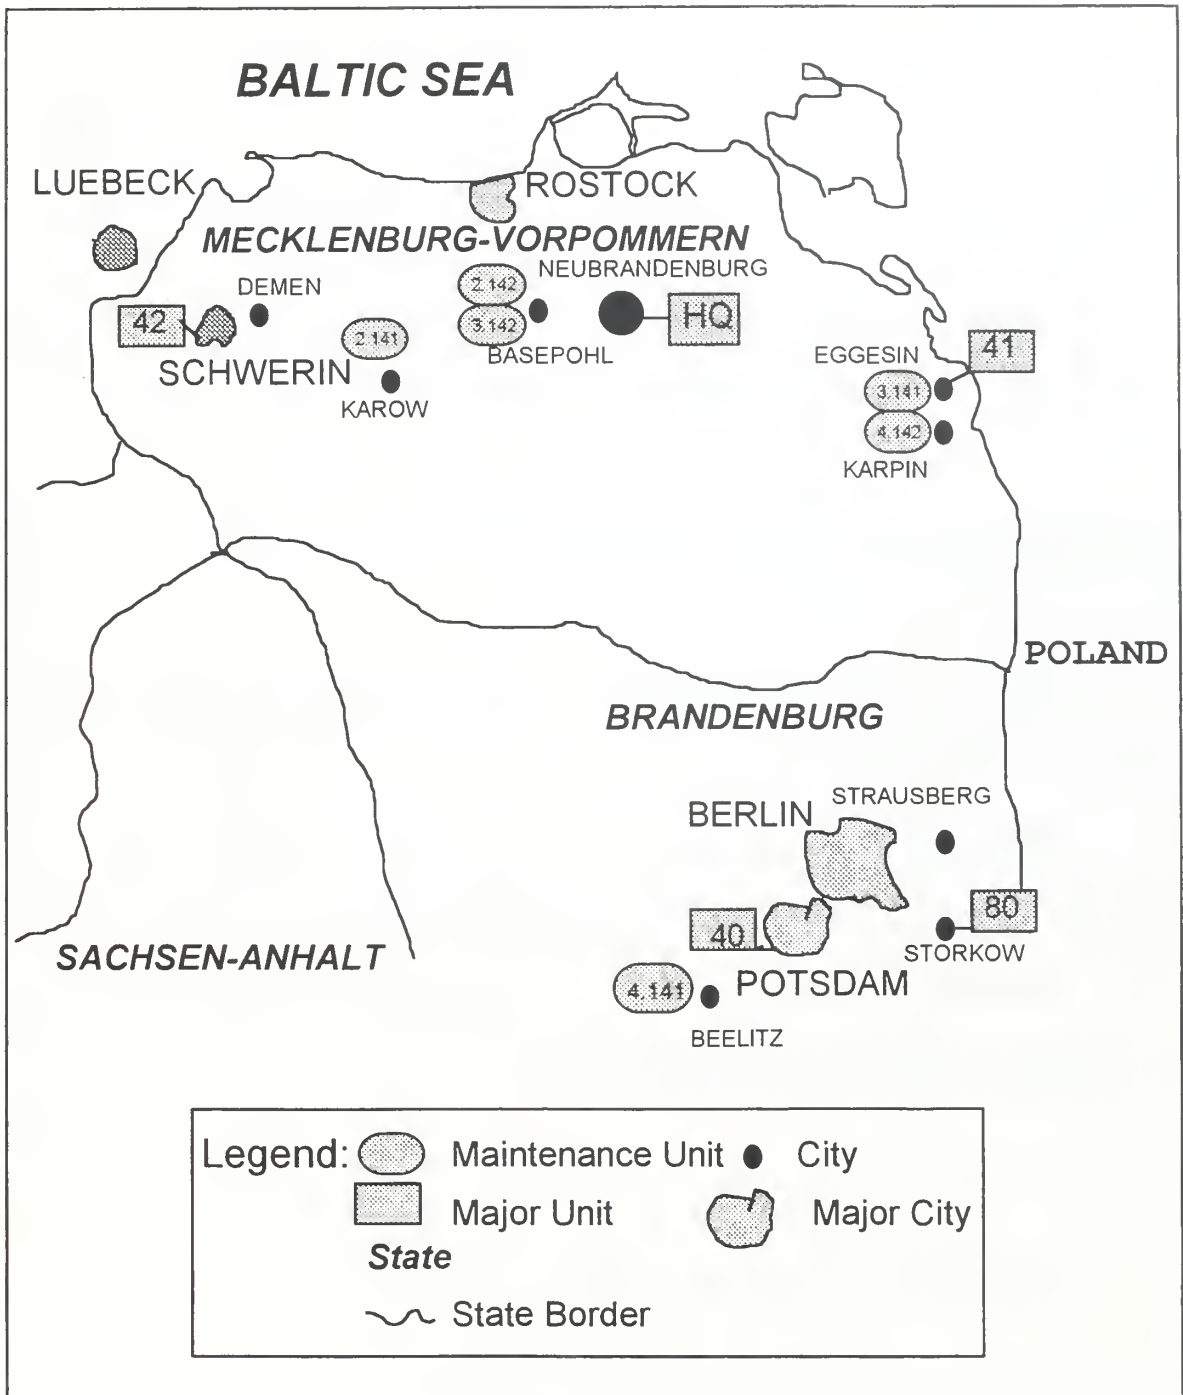 BALTIC SEA
LUEBECK
ROSTOCK
MECKLENBURG-VORPOMMERN
NEUBRANDENBURG
DEMEN
2.142
HQ
42
3.142
2.141
BASEPOHL
41
EGGESIN
SCHWERIN
3.141
KAROW
4.142
KARPIN
POLAND
BRANDENBURG
STRAUSBERG
BERLIN
80
40
STORKOW
SACHSEN-ANHALT
4.141
POTSDAM
BEELITZ
Legend:
Maintenance Unit
City
Major Unit
Major City
State
State Border